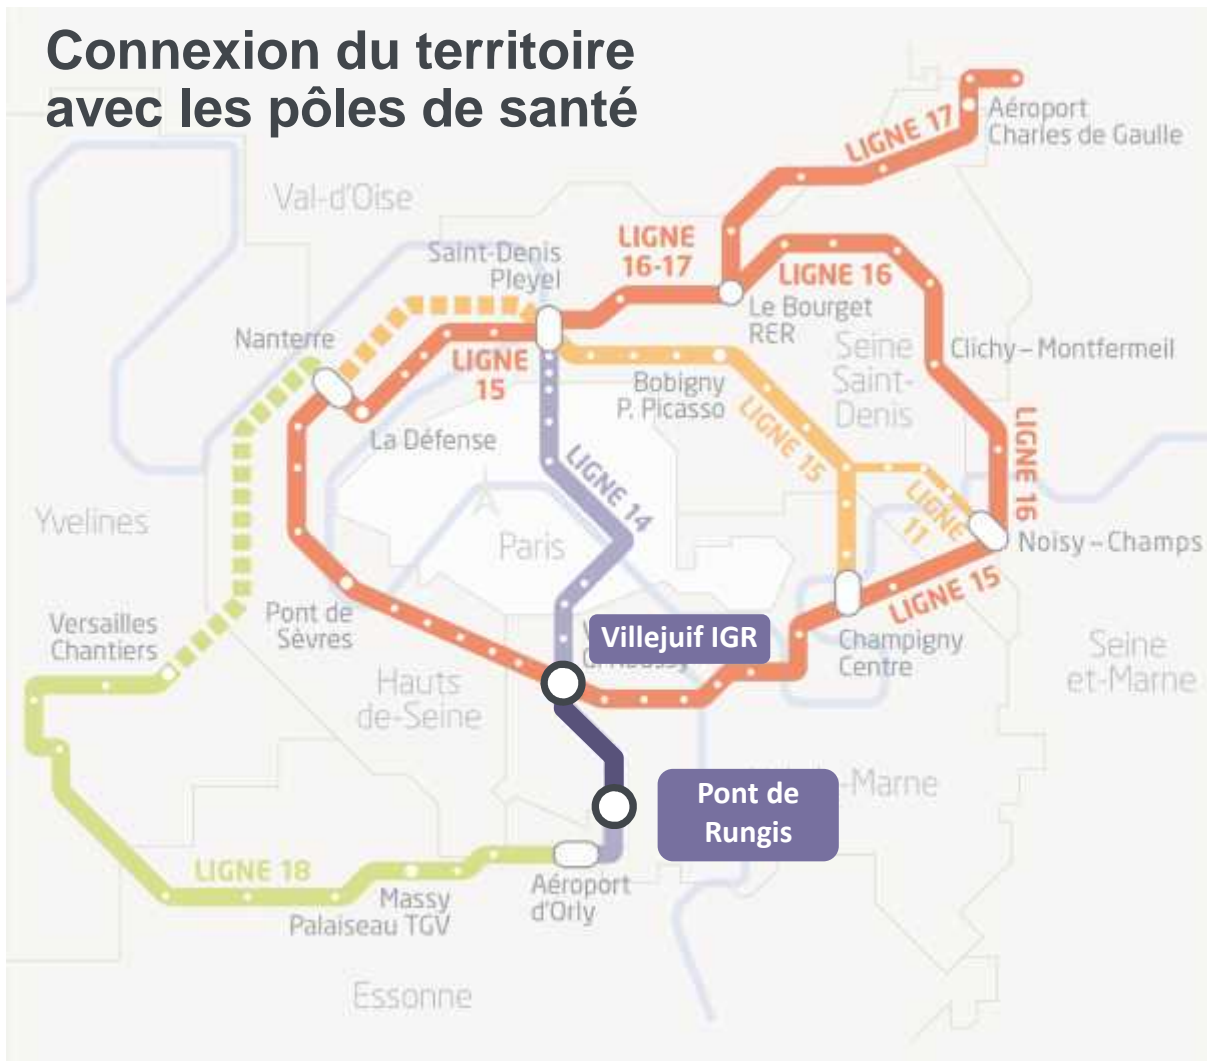 Connexion du territoire
avec les pôles de santé
Aéroport
Charles de Gaulle
LIGNE 17
Val-d'Oise
Saint-Denis
Pleyel
LIGNE
16-17
LIGNE 16
Le Bourget
RER
Nanterre
LIGNE
15
Seine
Saint-
Denis
Clichy – Montfermeil
Bobigny
P. Picasso
LIGNE 15
La Défense
LIGNE 14
LIGNE 16
LIGNE
11
Yvelines
Paris
Noisy – Champs
LIGNE 15
Pont de
Sèvres
Versailles
Chantiers
Villejuif IGR
Champigny
Centre
Seine
et-Marne
Hauts
de-Seine
Pont de
Rungis
-Marne
LIGNE 18
Massy
Palaiseau TGV
Aéroport
d'Orly
Essonne